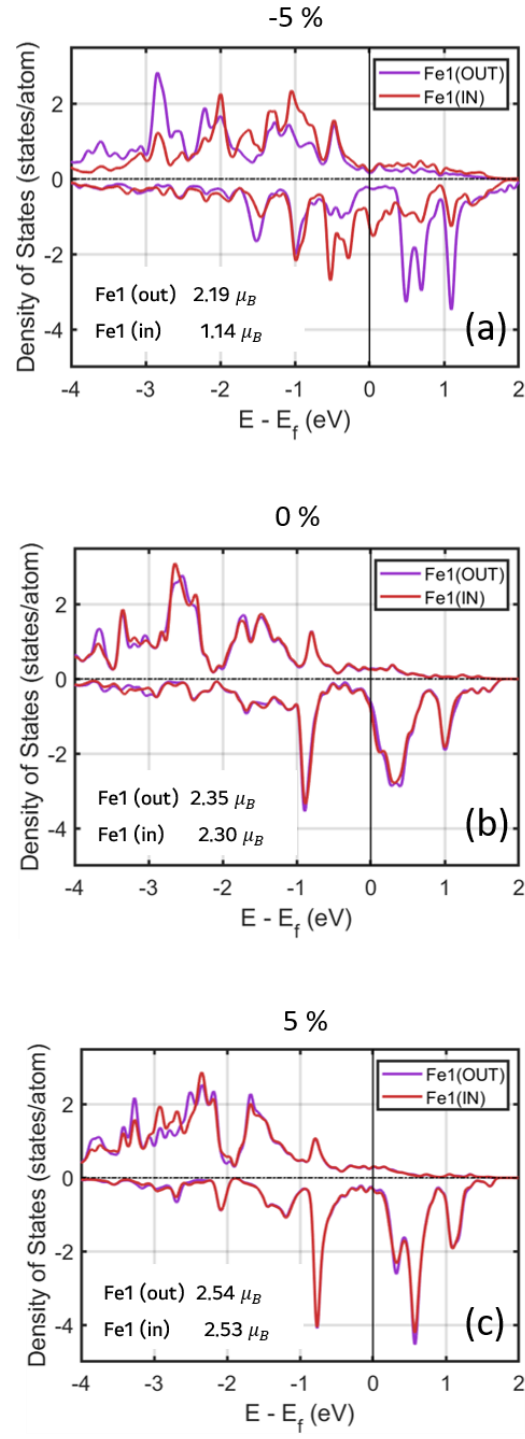 -5 %
Density of States (states/atom)
2
0
-2
-4
Fe1(OUT)
Fe1(IN)
Fe1 (out) 2.19 μB
Fe1 (in) 1.14 μB
(a)
-4 -3 -2 -1 0 1 2
E - Ef (eV)
0 %
Density of States (states/atom)
2
0
-2
-4
Fe1(OUT)
Fe1(IN)
Fe1 (out) 2.35 μB
Fe1 (in) 2.30 μB
(b)
-4 -3 -2 -1 0 1 2
E - Ef (eV)
5 %
Density of States (states/atom)
2
0
-2
-4
Fe1(OUT)
Fe1(IN)
Fe1 (out) 2.54 μB
Fe1 (in) 2.53 μB
(c)
-4 -3 -2 -1 0 1 2
E - Ef (eV)